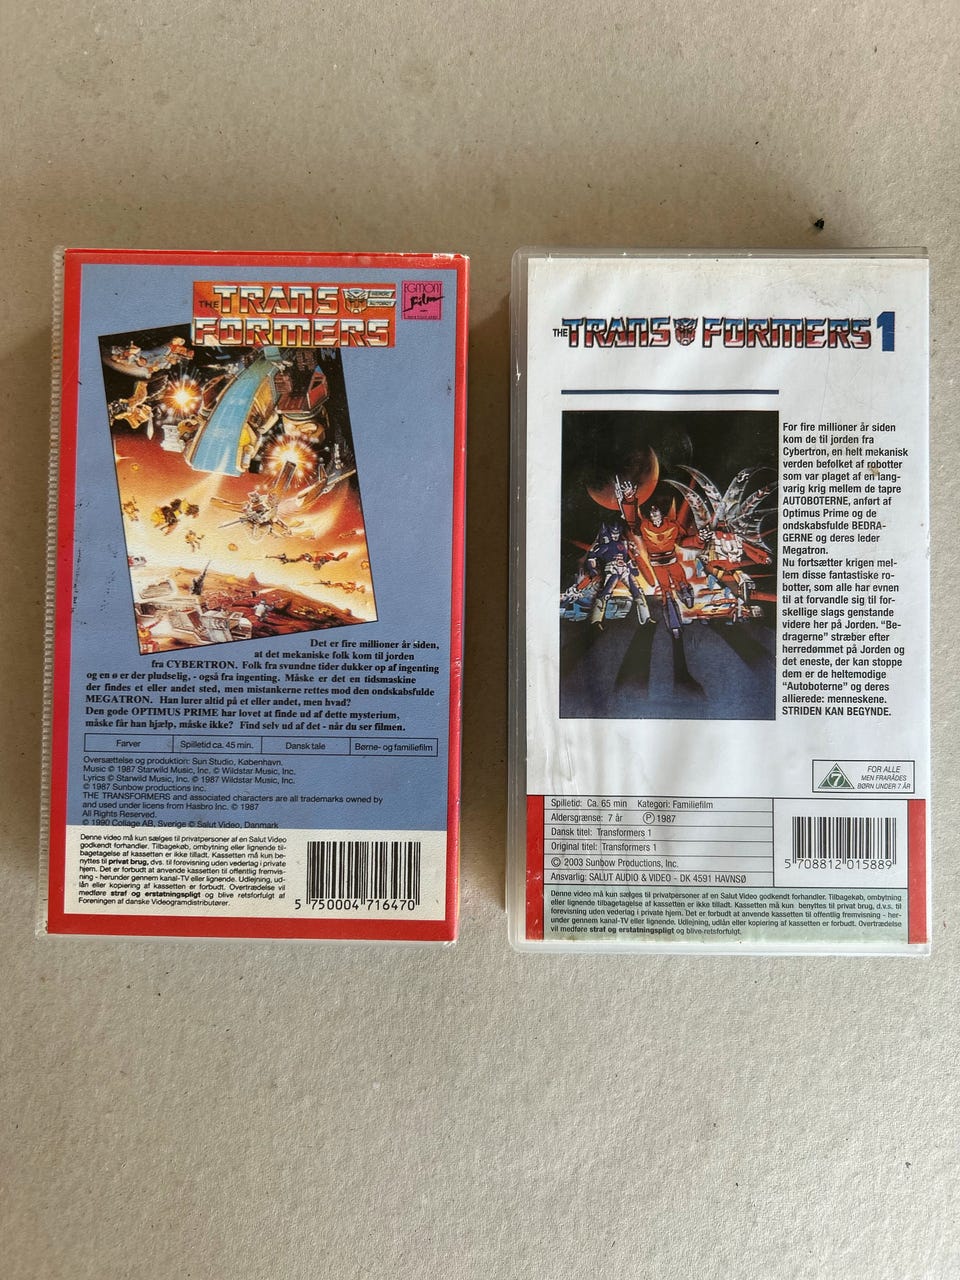 THE TRANS FORMERS
HEROIC
AUTOBOT
EGMONT
Film
Det er fire millioner år siden,
at det mekaniske folk kom til jorden
fra CYBERTRON. Folk fra svundne tider dukker op af ingenting
og en ø er der pludselig, - også fra ingenting. Måske er det en tidsmaskine
der findes et eller andet sted, men mistankerne rettes mod den ondskabsfulde
MEGATRON. Han lurer altid på et eller andet, men hvad?
Den gode OPTIMUS PRIME har lovet at finde ud af dette mysterium,
måske får han hjælp, måske ikke? Find selv ud af det - når du ser filmen.
Farver
Spilletid ca. 45 min.
Dansk tale
Børne- og familiefilm
Oversættelse og produktion: Sun Studio, København.
Music © 1987 Starwild Music, Inc. © Wildstar Music, Inc.
Lyrics © Starwild Music, Inc. © 1987 Wildstar Music, Inc.
© 1987 Sunbow productions Inc.
THE TRANSFORMERS and associated characters are all trademarks owned by
and used under licens from Hasbro Inc. © 1987
All Rights Reserved.
© 1990 Collage AB, Sverige © Salut Video, Danmark
Denne video må kun sælges til privatpersoner af en Salut Video
godkendt forhandler. Tilbagekøb, ombytning eller lignende til-
bagetagelse af kassetten er ikke tilladt. Kassetten må kun be-
nyttes til privat brug, dvs. til forevisning uden vederlag i private
hjem. Det er forbudt at anvende kassetten til offentlig fremvis-
ning - herunder gennem kanal-TV eller lignende. Udlejning, ud-
lån eller kopiering af kassetten er forbudt. Overtrædelse vil
medføre straf og erstatningspligt og blive retsforfulgt af
Foreningen af danske Videogramdistributører.
5 750004 716470
THE TRANS FORMERS 1
For fire millioner år siden
kom de til jorden fra
Cybertron, en helt mekanisk
verden befolket af robotter
som var plaget af en lang-
varig krig mellem de tapre
AUTOBOTERNE, anført af
Optimus Prime og de
ondskabsfulde BEDRA-
GERNE og deres leder
Megatron.
Nu fortsætter krigen mel-
lem disse fantastiske ro-
botter, som alle har evnen
til at forvandle sig til for-
skellige slags genstande
videre her på Jorden. "Be-
dragerne" stræber efter
herredømmet på Jorden og
det eneste, der kan stoppe
dem er de heltemodige
"Autoboterne" og deres
allierede: menneskene.
STRIDEN KAN BEGYNDE.
7
FOR ALLE
MEN FRARÅDES
BØRN UNDER 7 ÅR
Spilletid: Ca. 65 min Kategori: Familiefilm
Aldersgrænse: 7 år Ⓟ 1987
Dansk titel: Transformers 1
Original titel: Transformers 1
© 2003 Sunbow Productions, Inc.
Ansvarlig: SALUT AUDIO & VIDEO - DK 4591 HAVNSØ
5 708812 015889
Denne video må kun sælges til privatpersoner af en Salut Video godkendt forhandler. Tilbagekøb, ombytning
eller lignende tilbagetagelse af kassetten er ikke tilladt. Kassetten må kun benyttes til privat brug, d.v.s. til
forevisning uden vederlag i private hjem. Det er forbudt at anvende kassetten til offentlig fremvisning - her-
under gennem kanal-TV eller lignende. Udlejning, udlån eller kopiering af kassetten er forbudt. Overtrædelse
vil medføre straf og erstatningspligt og blive-retsforfulgt.